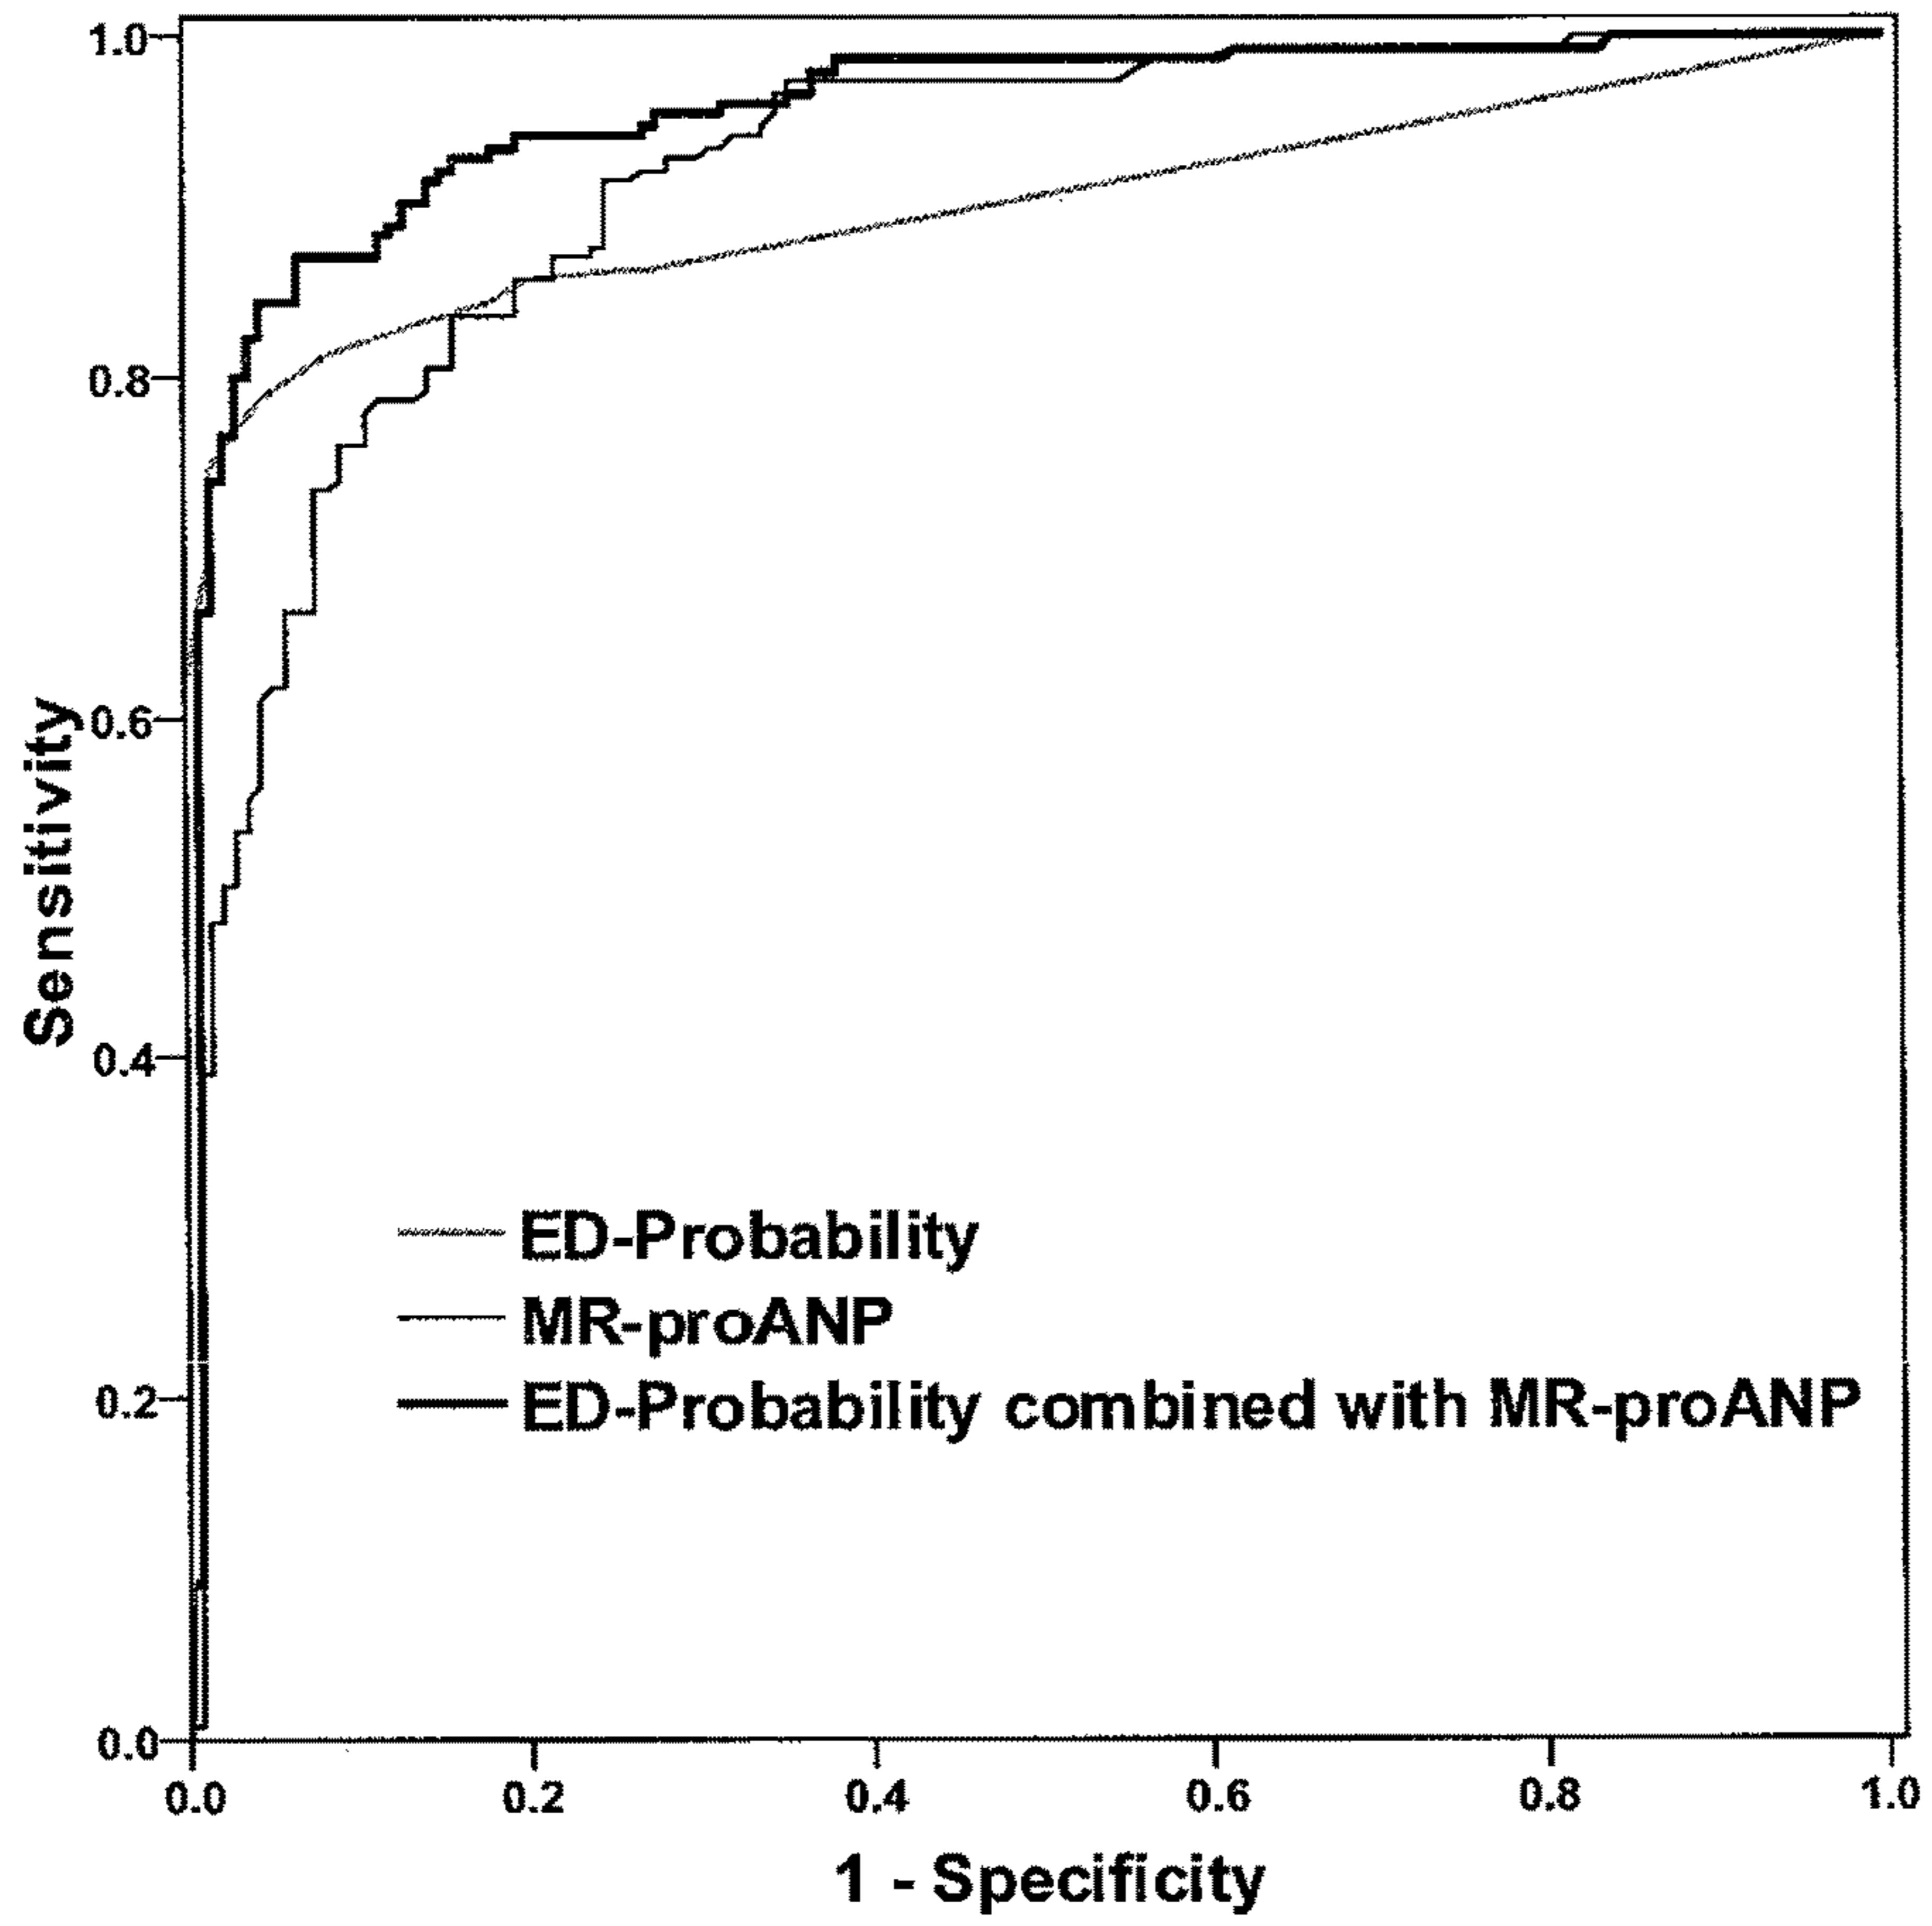 1.0
0.8
0.6
0.4
0.2
0.0
Sensitivity
ED-Probability
MR-proANP
ED-Probability combined with MR-proANP
0.0 0.2 0.4 0.6 0.8 1.0
1 - Specificity